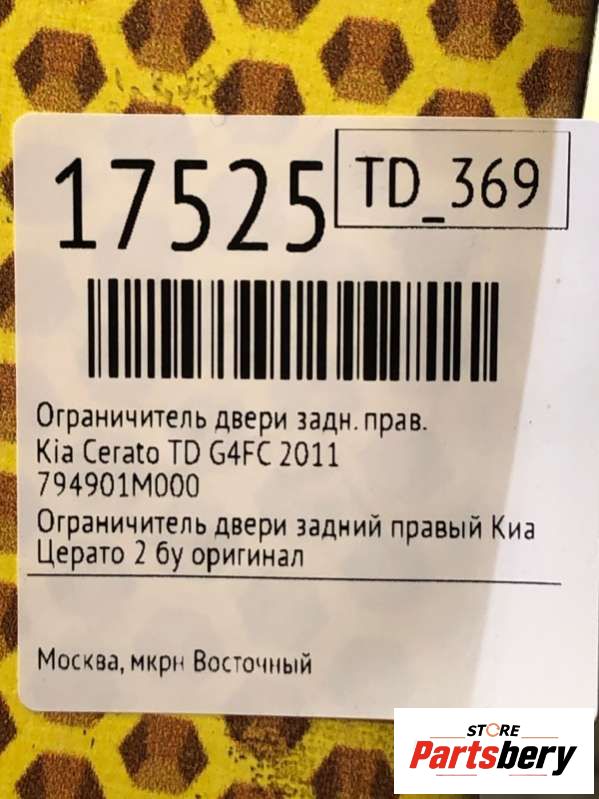 17525
TD_369
Ограничитель двери задн. прав.
Kia Cerato TD G4FC 2011
794901M000
Ограничитель двери задний правый Киа
Церато 2 бу оригинал
Москва, мкрн Восточный
STORE
Partsbery